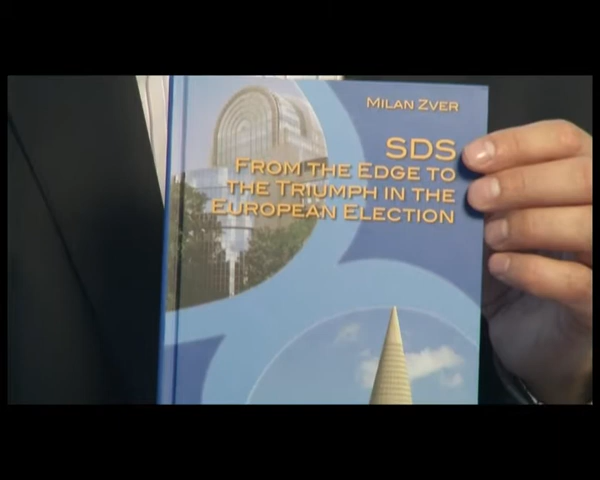 MILAN ZVER
SDS
FROM THE EDGE TO
THE TRIUMPH IN THE
EUROPEAN ELECTION